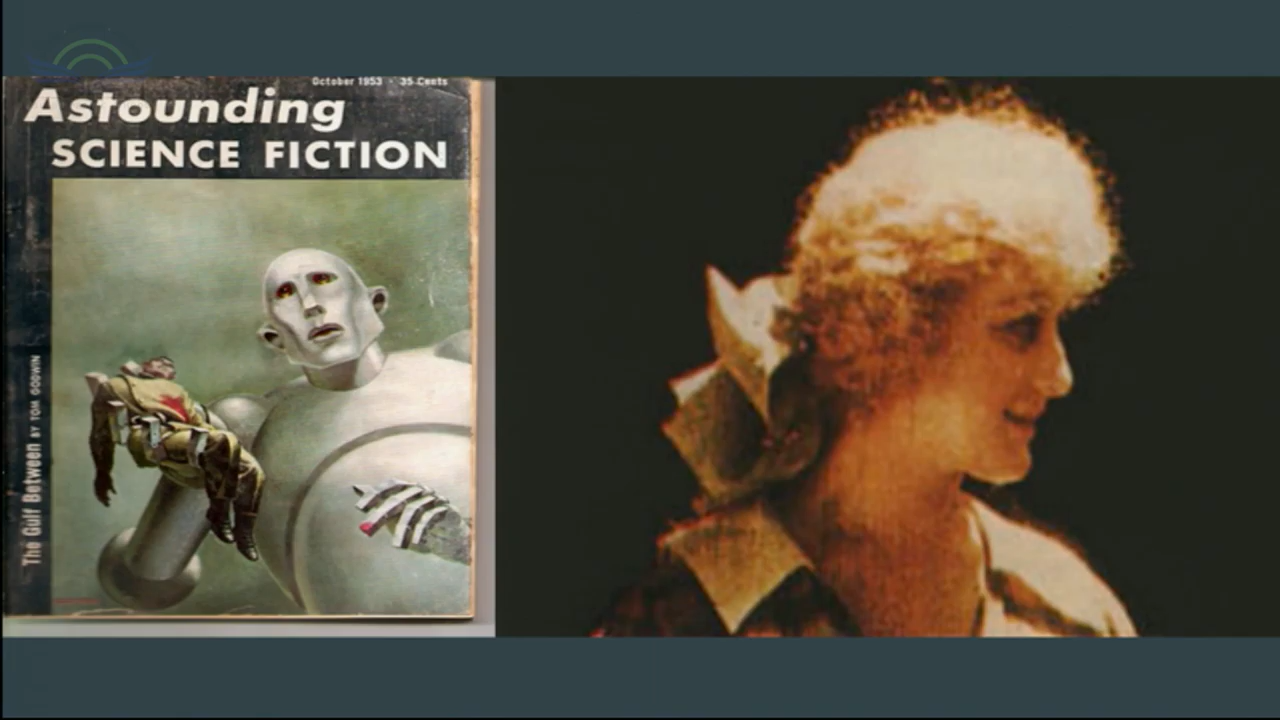 October 1953 · 35 Cents
Astounding
SCIENCE FICTION
The Gulf Between BY TOM GODWIN